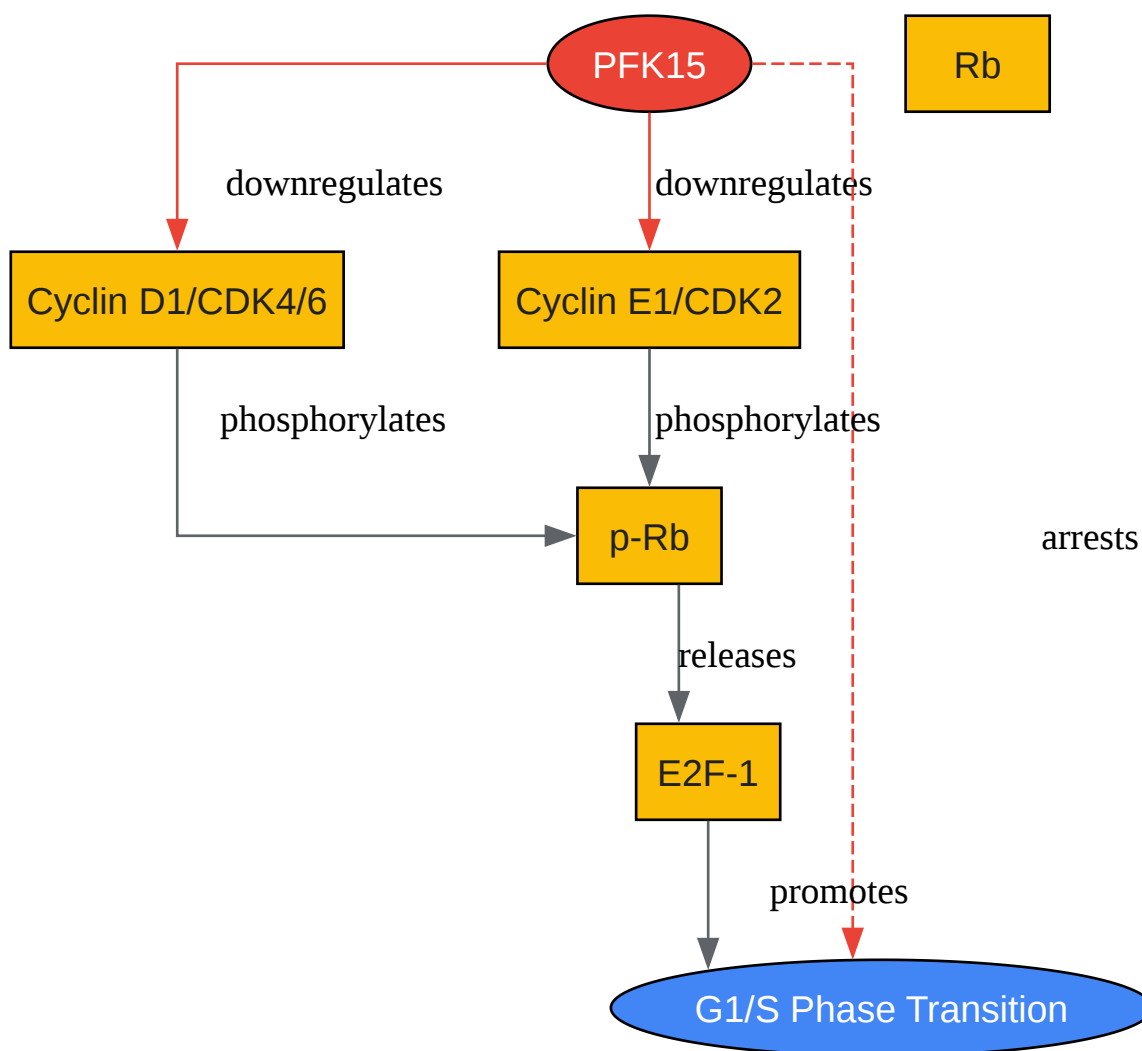 PFK15
Rb
downregulates
downregulates
Cyclin D1/CDK4/6
Cyclin E1/CDK2
phosphorylates
phosphorylates
p-Rb
arrests
releases
E2F-1
promotes
G1/S Phase Transition